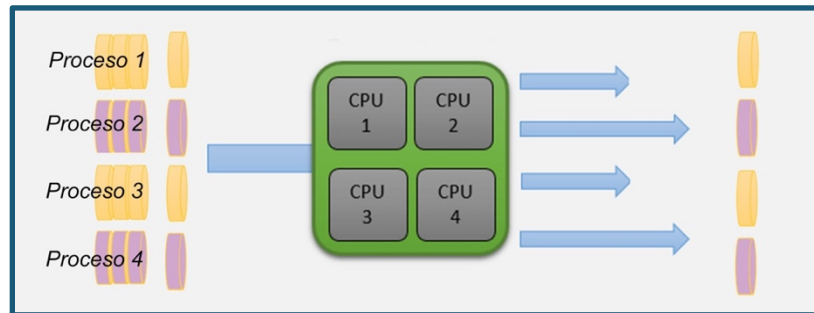 Proceso 1
Proceso 2
Proceso 3
Proceso 4
CPU
1
CPU
2
CPU
3
CPU
4